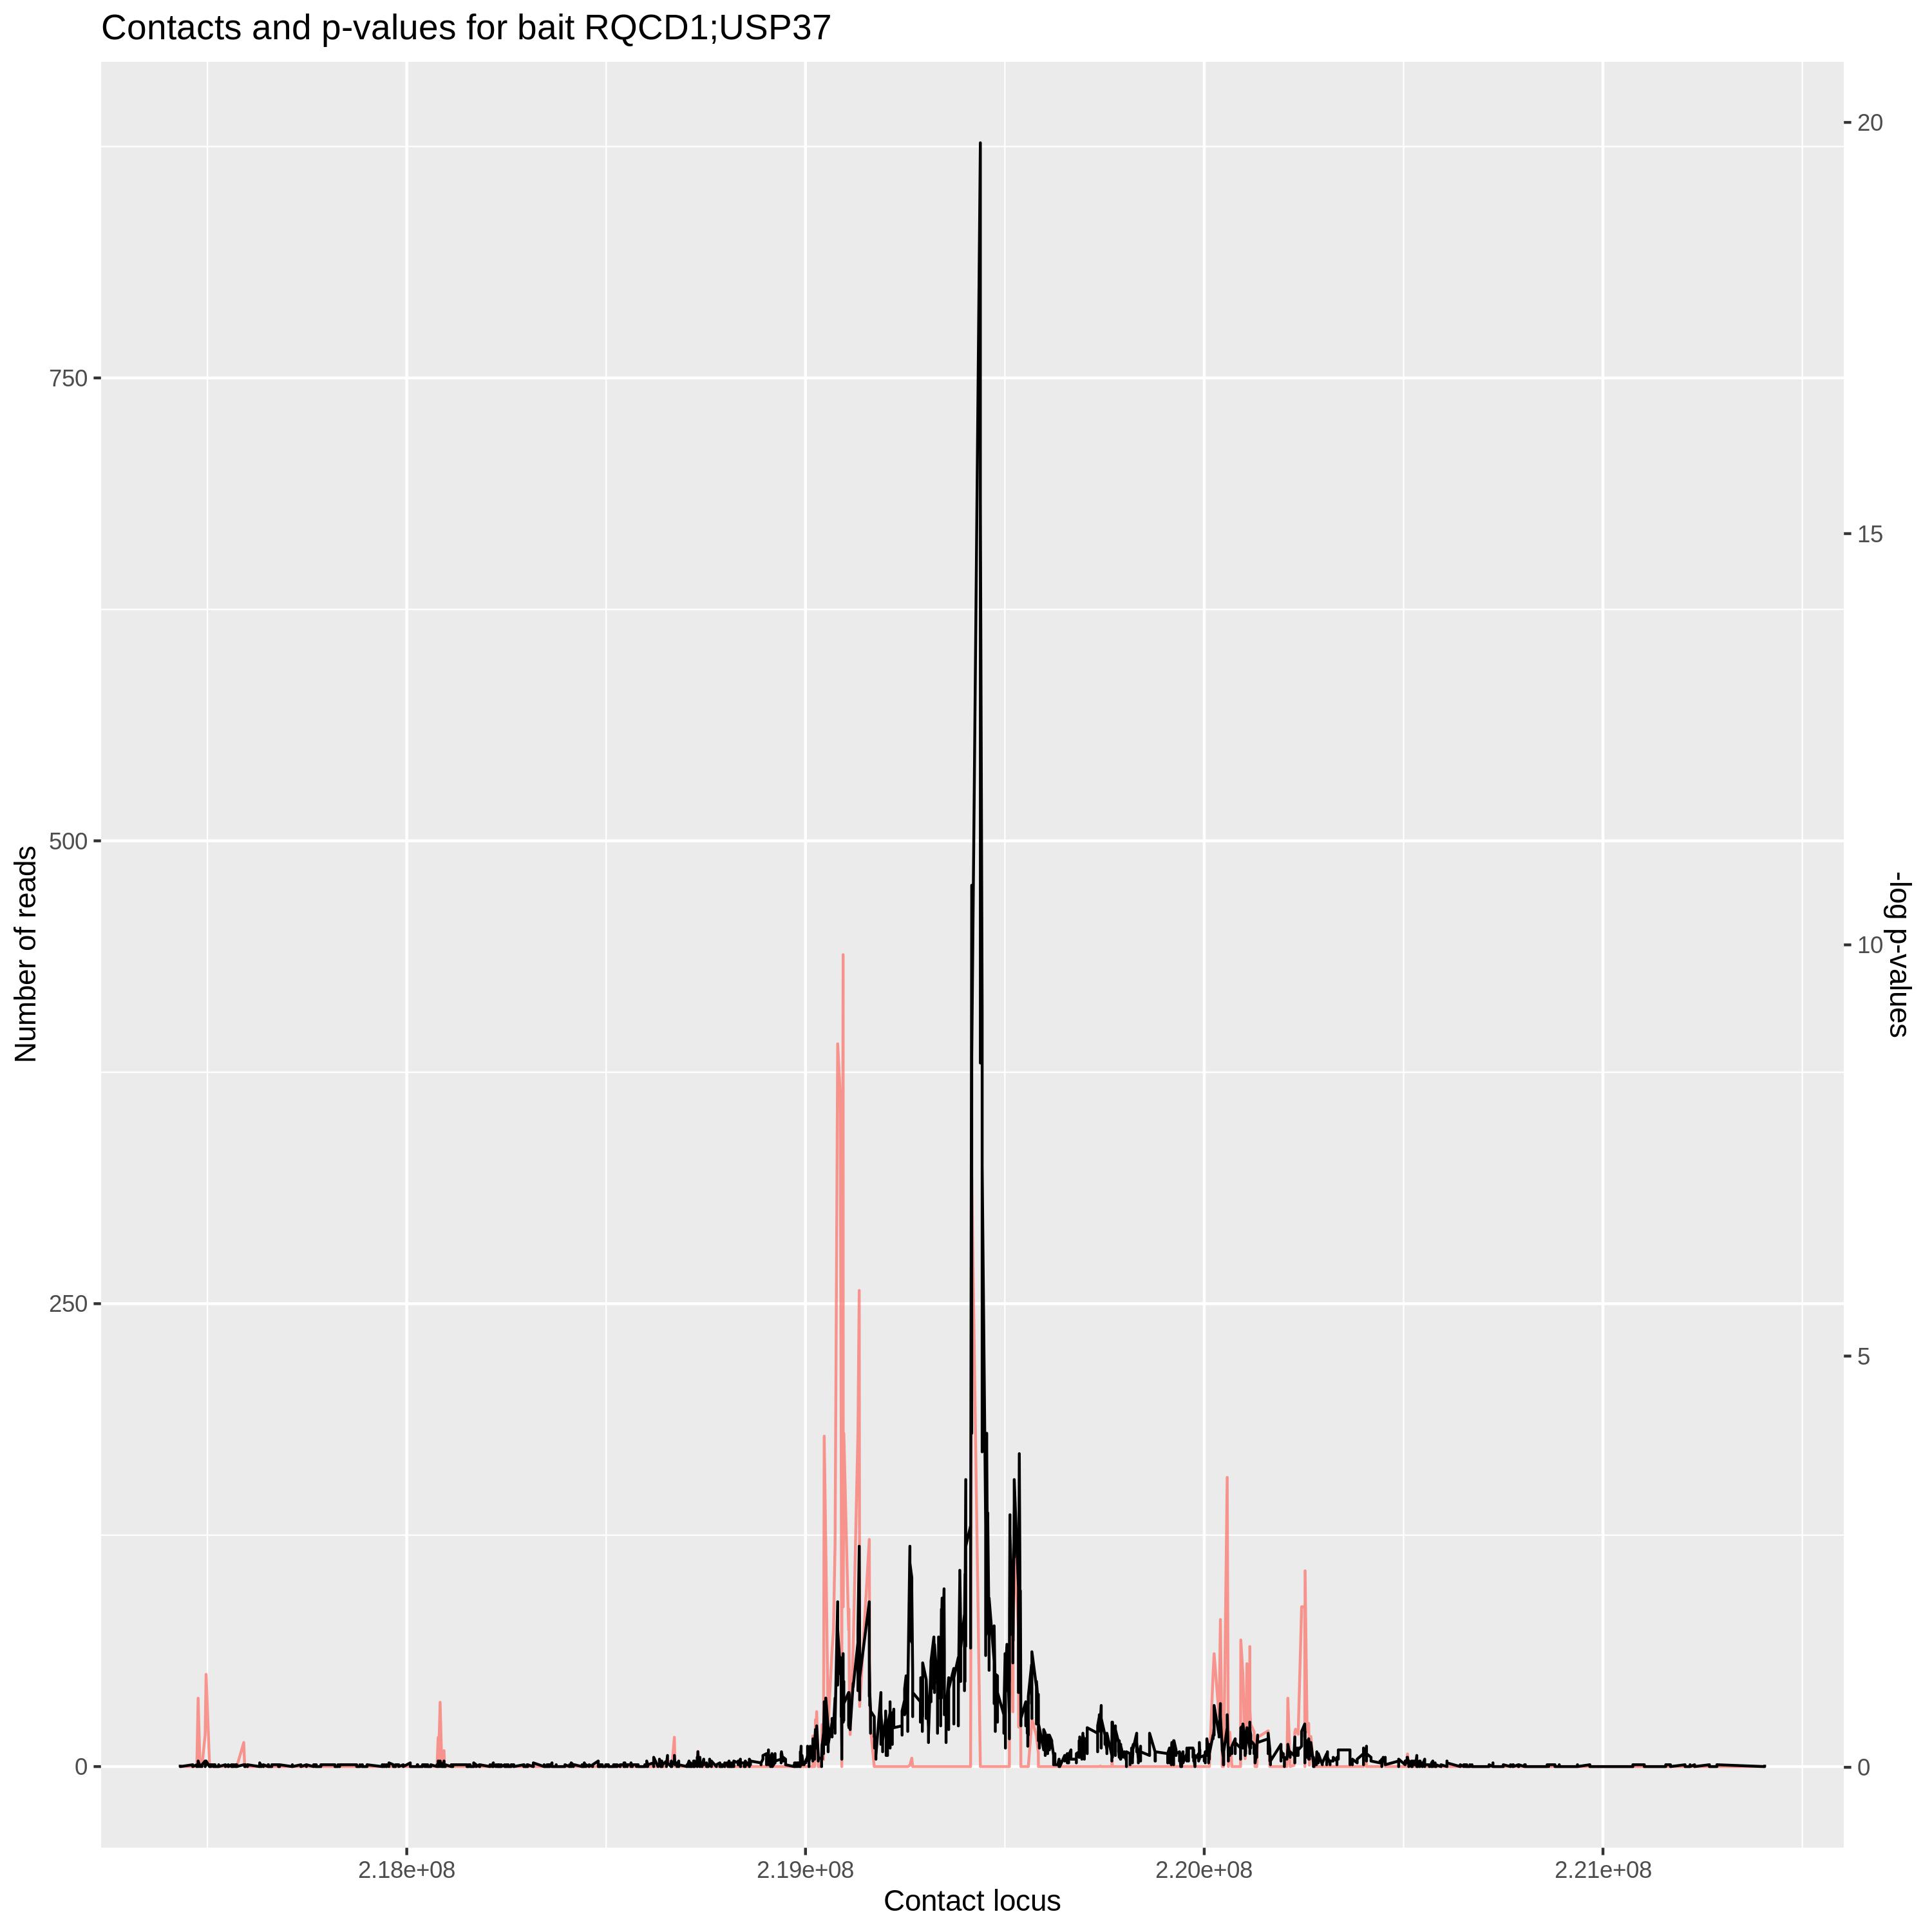 Contacts and p-values for bait RQCD1;USP37
20
750
15
500
Number of reads
-log p-values
10
250
5
0
0
2.18e+08
2.19e+08
2.20e+08
2.21e+08
Contact locus